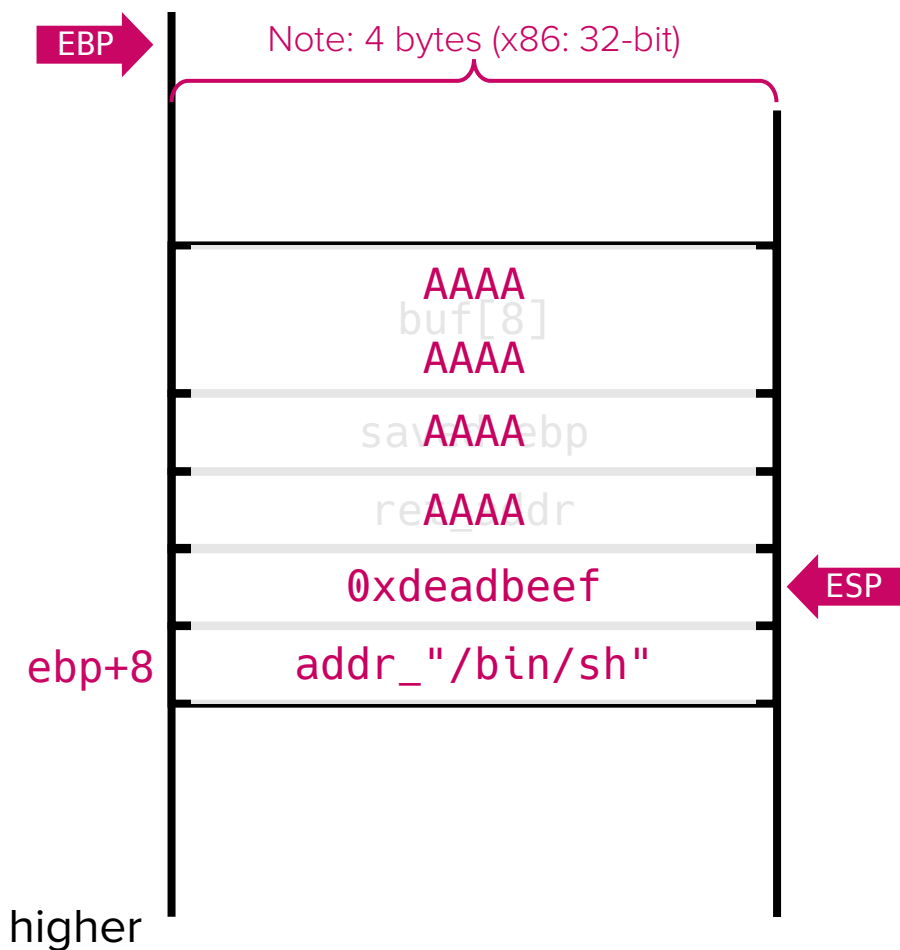 EBP
Note: 4 bytes (x86: 32-bit)
AAAA
buf[8]
AAAA
AAAA
AAAA
0xdeadbeef
ESP
ebp+8
addr_"/bin/sh"
higher